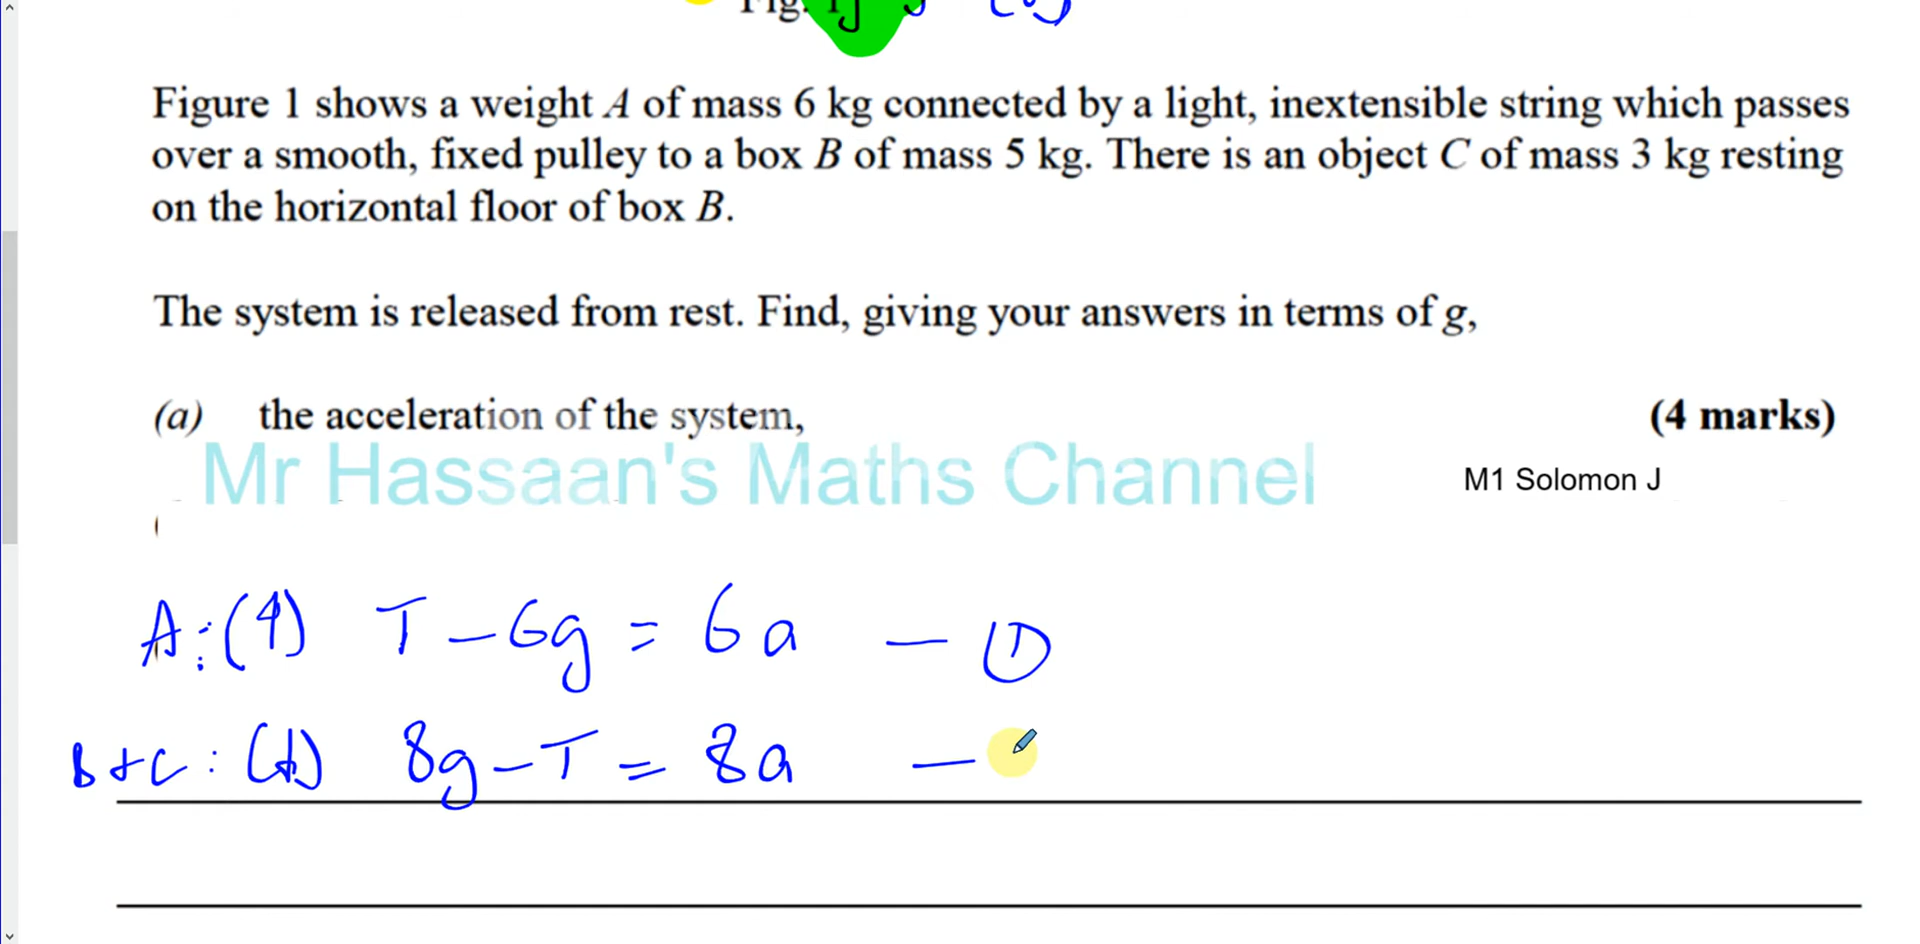 Fig.
Figure 1 shows a weight A of mass 6 kg connected by a light, inextensible string which passes
over a smooth, fixed pulley to a box B of mass 5 kg. There is an object C of mass 3 kg resting
on the horizontal floor of box B.
The system is released from rest. Find, giving your answers in terms of g,
(a) the acceleration of the system, (4 marks)
Mr Hassaan's Maths Channel
M1 Solomon J
A: (↑) T - 6g = 6a - ①
B+C: (↓) 8g - T = 8a -